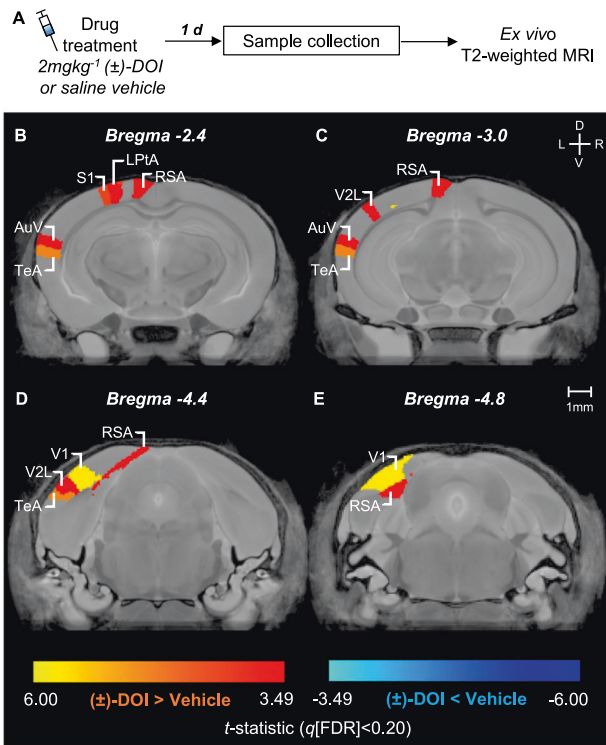 A
Drug
treatment
2mgkg⁻¹ (±)-DOI
or saline vehicle
1 d
Sample collection
Ex vivo
T2-weighted MRI
B
Bregma -2.4
LPtA
S1
RSA
AuV
TeA
C
Bregma -3.0
D
L R
V
RSA
V2L
AuV
TeA
D
Bregma -4.4
RSA
V1
V2L
TeA
E
Bregma -4.8
1mm
V1
RSA
6.00 (±)-DOI > Vehicle 3.49
-3.49 (±)-DOI < Vehicle -6.00
t-statistic (q[FDR]<0.20)